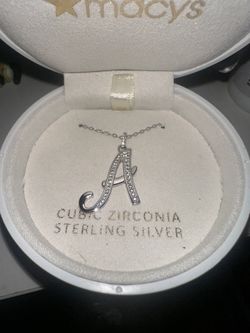 macys
A
CUBIC ZIRCONIA
STERLING SILVER